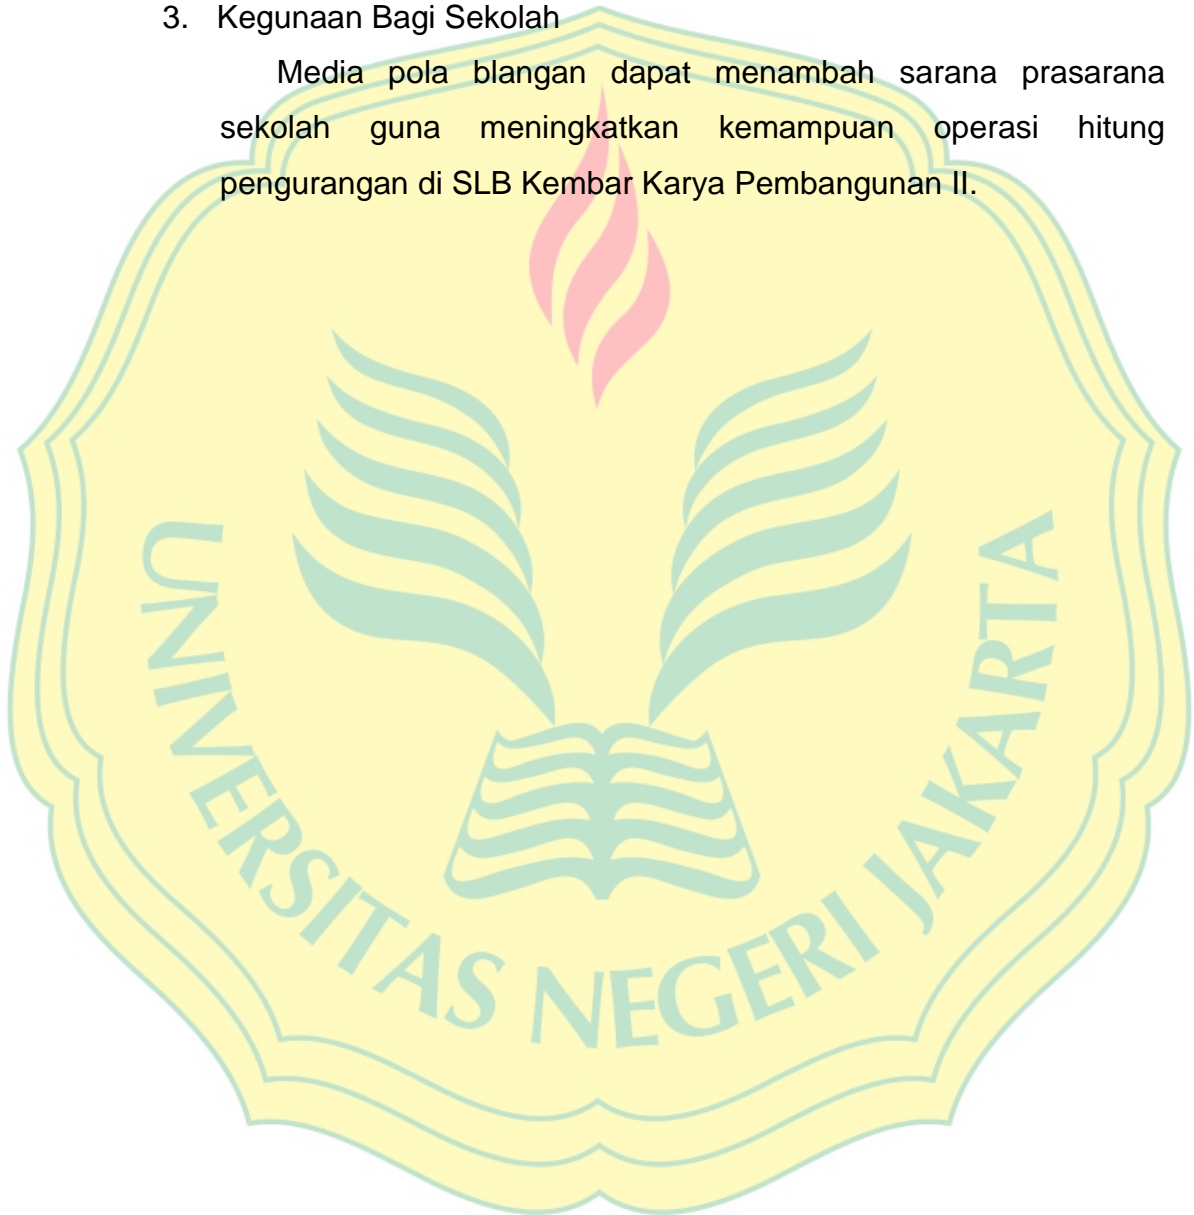 3. Kegunaan Bagi Sekolah
Media pola blangan dapat menambah sarana prasarana
sekolah guna meningkatkan kemampuan operasi hitung
pengurangan di SLB Kembar Karya Pembangunan II.
UNIVERSITAS NEGERI JAKARTA